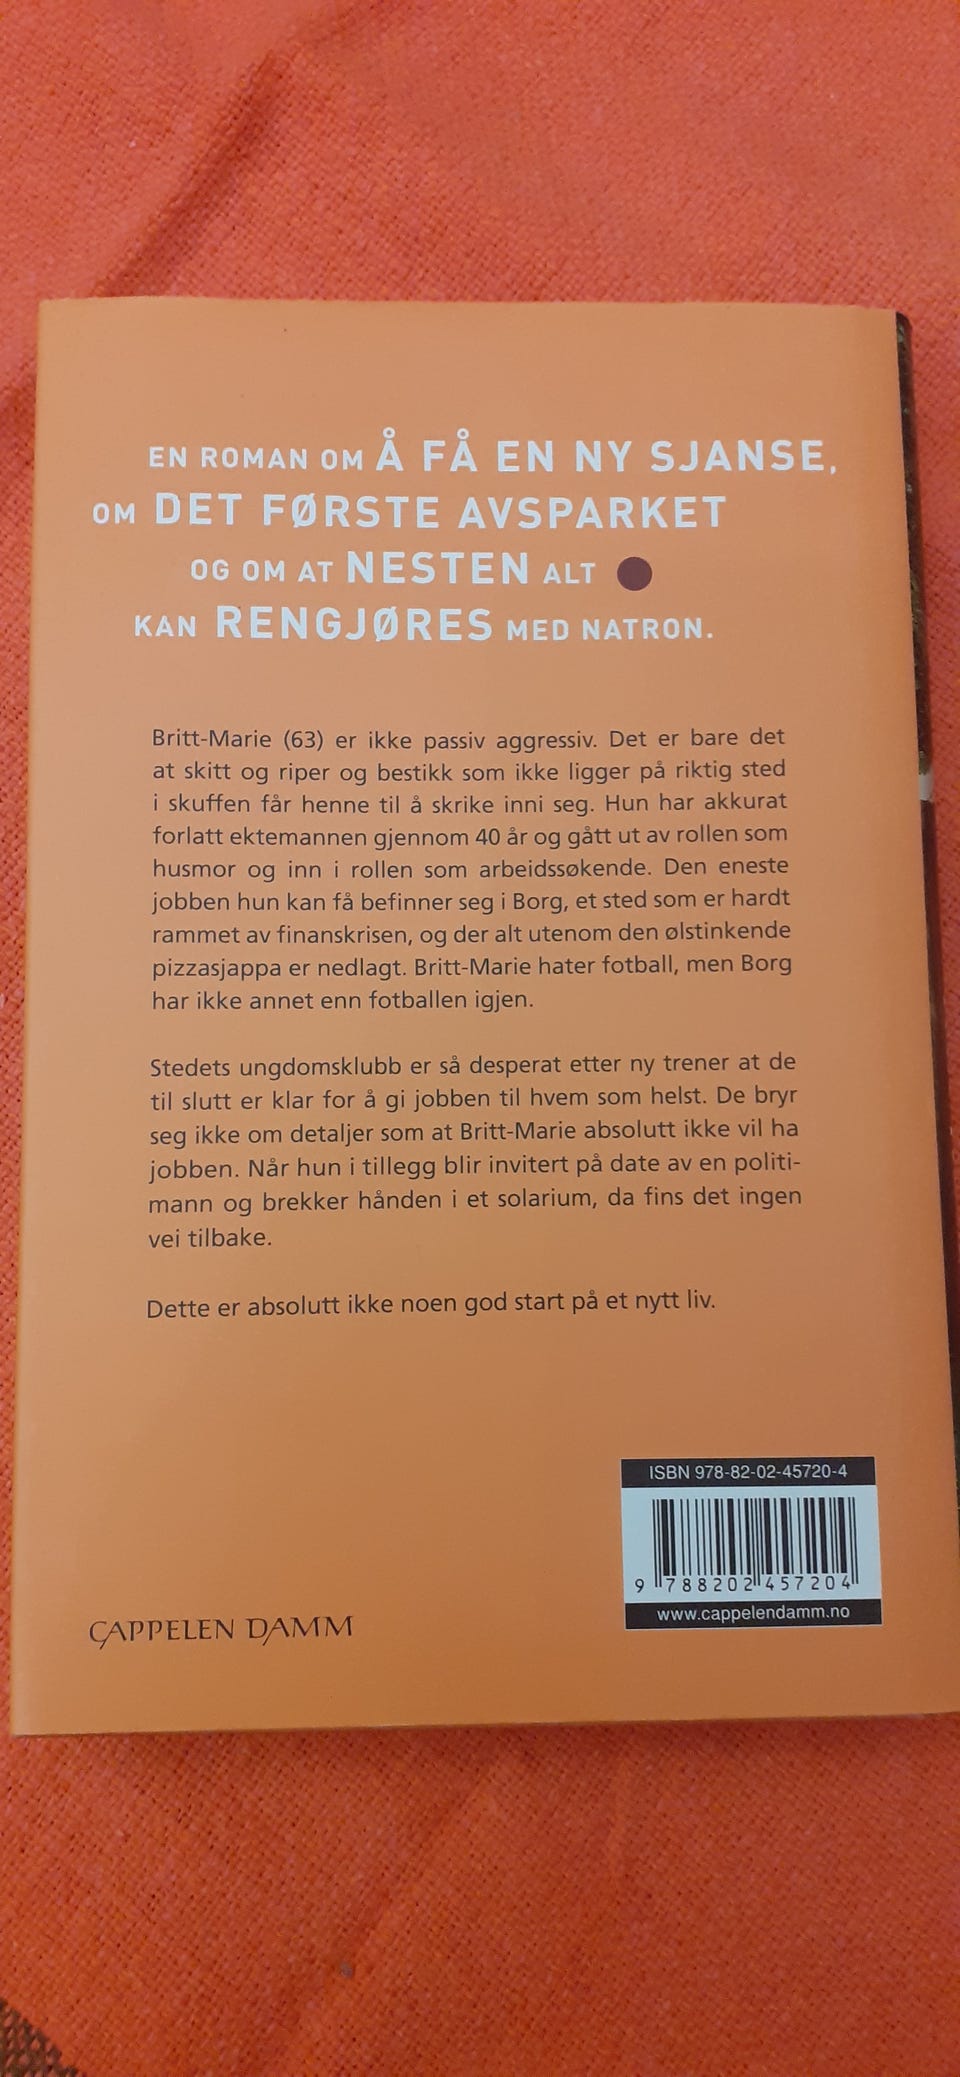 EN ROMAN OM Å FÅ EN NY SJANSE,
OM DET FØRSTE AVSPARKET
OG OM AT NESTEN ALT
KAN RENGJØRES MED NATRON.
Britt-Marie (63) er ikke passiv aggressiv. Det er bare det
at skitt og riper og bestikk som ikke ligger på riktig sted
i skuffen får henne til å skrike inni seg. Hun har akkurat
forlatt ektemannen gjennom 40 år og gått ut av rollen som
husmor og inn i rollen som arbeidssøkende. Den eneste
jobben hun kan få befinner seg i Borg, et sted som er hardt
rammet av finanskrisen, og der alt utenom den ølstinkende
pizzasjappa er nedlagt. Britt-Marie hater fotball, men Borg
har ikke annet enn fotballen igjen.
Stedets ungdomsklubb er så desperat etter ny trener at de
til slutt er klar for å gi jobben til hvem som helst. De bryr
seg ikke om detaljer som at Britt-Marie absolutt ikke vil ha
jobben. Når hun i tillegg blir invitert på date av en politi-
mann og brekker hånden i et solarium, da fins det ingen
vei tilbake.
Dette er absolutt ikke noen god start på et nytt liv.
ISBN 978-82-02-45720-4
9 788202 457204
www.cappelendamm.no
CAPPELEN DAMM